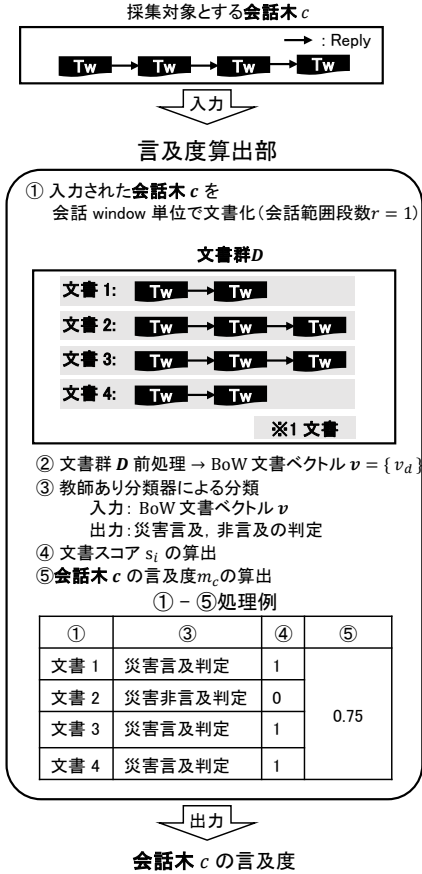 採集対象とする会話木 c
: Reply
Tw Tw Tw Tw
入力
言及度算出部
① 入力された会話木 c を
会話 window 単位で文書化(会話範囲段数r = 1)
文書群D
文書 1: Tw Tw
文書 2: Tw Tw Tw
文書 3: Tw Tw Tw
文書 4: Tw Tw
※1 文書
② 文書群 D 前処理 → BoW 文書ベクトル v = { v_d }
③ 教師あり分類器による分類
入力: BoW 文書ベクトル v
出力:災害言及, 非言及の判定
④ 文書スコア s_i の算出
⑤会話木 c の言及度m_cの算出
① – ⑤処理例
① ③ ④ ⑤
文書 1 災害言及判定 1
文書 2 災害非言及判定 0
0.75
文書 3 災害言及判定 1
文書 4 災害言及判定 1
出力
会話木 c の言及度